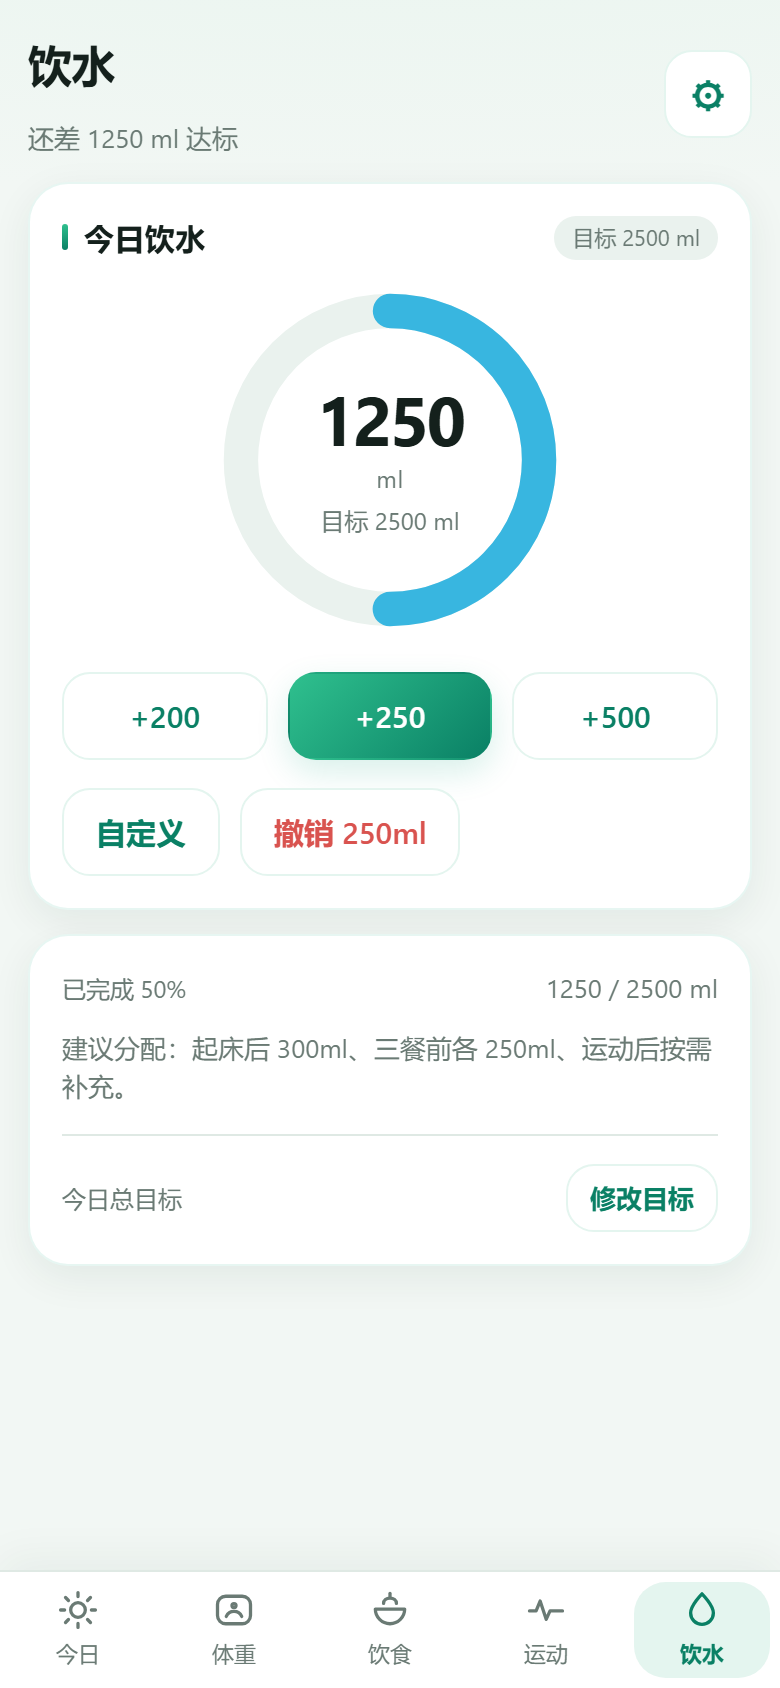 饮水
还差 1250 ml 达标
今日饮水
目标 2500 ml
1250
ml
目标 2500 ml
+200
+250
+500
自定义
撤销 250ml
已完成 50%
1250 / 2500 ml
建议分配：起床后 300ml、三餐前各 250ml、运动后按需
补充。
今日总目标
修改目标
今日
体重
饮食
运动
饮水